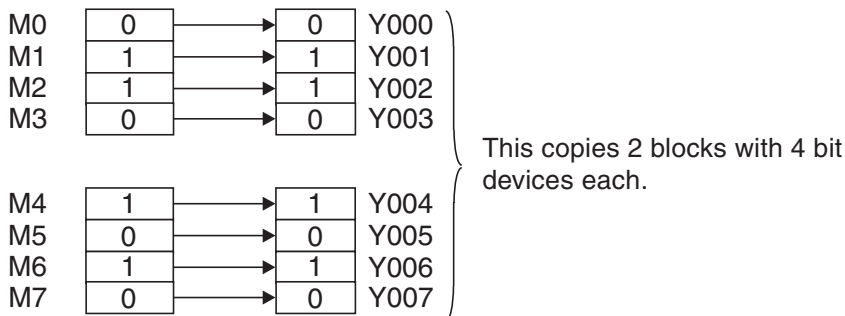 M0 0 0 Y000
M1 1 1 Y001
M2 1 1 Y002
M3 0 0 Y003
This copies 2 blocks with 4 bit
devices each.
M4 1 1 Y004
M5 0 0 Y005
M6 1 1 Y006
M7 0 0 Y007